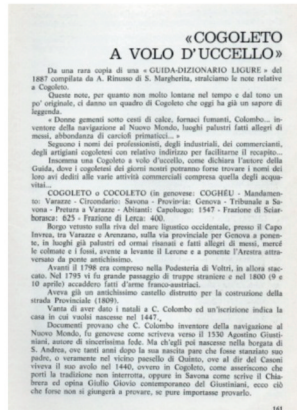 «COGOLETO
A VOLO D'UCCELLO»
Da una rara copia di una « GUIDA-DIZIONARIO LIGURE » del
1887 compilata da A. Rinusso di S. Margherita, stralciamo le note relative
a Cogoleto.
Queste note, per quanto non molto lontane nel tempo e dal tono un
po' originale, ci danno un quadro di Cogoleto che oggi ha già un sapore di
leggenda.
« Donne gementi sotto cesti di calce, fornaci fumanti, Colombo... in-
ventore della navigazione al Nuovo Mondo, luoghi palustri fatti allegri di
messi, abbondanza di carciofi primaticci... »
Seguono i nomi dei professionisti, degli industriali, dei commercianti,
degli artigiani cogoletesi con relativo indirizzo per facilitarne il recapito...
Insomma una Cogoleto a volo d'uccello, come dichiara l'autore della
Guida, dove i cogoletesi dei giorni nostri potranno forse trovare i nomi dei
loro avi dediti alle varie attività commerciali compresa quella degli acqua-
vitai...
COGOLETO o COCOLETO (in genovese: COGHÊU - Mandamen-
to: Varazze - Circondario: Savona - Provincia: Genova - Tribunale a Sa-
vona - Pretura a Varazze - Abitanti: Capoluogo: 1547 - Frazione di Sciar-
borasca: 825 - Frazione di Lerca: 400.
Borgo vetusto sulla riva del mare ligustico occidentale, presso il Capo
Invrea, tra Varazze e Arenzano, sulla via provinciale per Genova a ponen-
te, in luoghi già palustri ed ormai risanati e fatti allegri di messi, mercè
le colmate e i fossi, avente a levante il Larone e a ponente l'Arestra attra-
versato da ponte antichissimo.
Avanti il 1798 era compreso nella Podesteria di Voltri, in allora stac-
cato. Nel 1795 vi fu grande passaggio di truppe straniere e nel 1800 (9 e
10 aprile) accaddero fatti d'arme franco-austriaci.
Aveva già un antichissimo castello distrutto per la costruzione della
strada Provinciale (1809).
Vanta di aver dato i natali a C. Colombo ed un'iscrizione indica la
casa in cui vuolsi nascesse nel 1447.
Documenti provano che C. Colombo inventore della navigazione al
Nuovo Mondo, fu genovese come scriveva verso il 1530 Agostino Giusti-
niani, autore di sincerissima fede. Ma ch'egli poi nascesse nella borgata di
S. Andrea, ove tanti anni dopo la sua nascita pare che fosse stanziato suo
padre, o veramente nel vicino paesello di Quinto, ove al dir del Casoni
viveva il suo avolo nel 1440, ovvero in Cogoleto, come asseriscono che
porti la tradizione non interrotta, oppure in Savona come scrive il Chia-
brera ed opina Giulio Giovio contemporaneo del Giustiniani, ecco ciò
che forse non si giongerà a provare, se pure importasse provarlo.
161